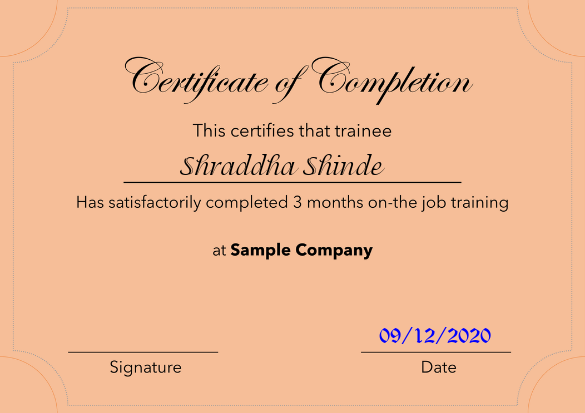 Certificate of Completion
This certifies that trainee
Shraddha Shinde
Has satisfactorily completed 3 months on-the job training
at Sample Company
09/12/2020
Signature
Date